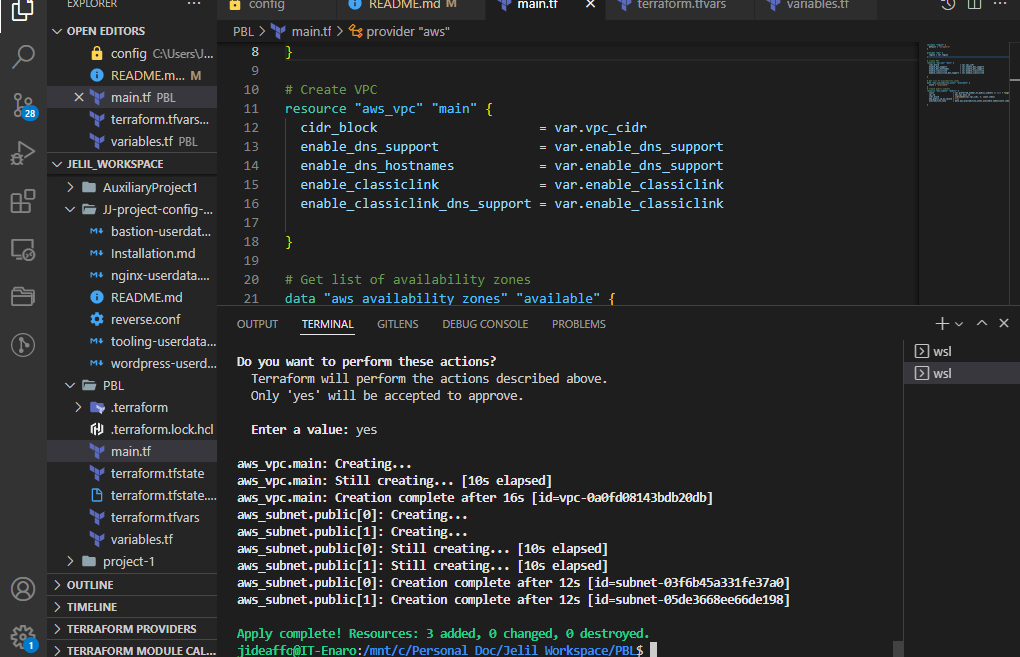 EXPLORER
OPEN EDITORS
config C:\Users\J...
README.m... M
main.tf PBL
terraform.tfvars...
variables.tf PBL
JELIL_WORKSPACE
AuxiliaryProject1
JJ-project-config-...
bastion-userdat...
Installation.md
nginx-userdata....
README.md
reverse.conf
tooling-userdata...
wordpress-userd...
PBL
.terraform
.terraform.lock.hcl
main.tf
terraform.tfstate
terraform.tfstate....
terraform.tfvars
variables.tf
project-1
OUTLINE
TIMELINE
TERRAFORM PROVIDERS
TERRAFORM MODULE CAL...
28
1
config
README.md M
main.tf
terraform.tfvars
variables.tf
PBL > main.tf > provider "aws"
8 }
9
10 # Create VPC
11 resource "aws_vpc" "main" {
12 cidr_block = var.vpc_cidr
13 enable_dns_support = var.enable_dns_support
14 enable_dns_hostnames = var.enable_dns_support
15 enable_classiclink = var.enable_classiclink
16 enable_classiclink_dns_support = var.enable_classiclink
17
18 }
19
20 # Get list of availability zones
21 data "aws_availability_zones" "available" {
OUTPUT TERMINAL GITLENS DEBUG CONSOLE PROBLEMS
wsl
wsl
Do you want to perform these actions?
Terraform will perform the actions described above.
Only 'yes' will be accepted to approve.
Enter a value: yes
aws_vpc.main: Creating...
aws_vpc.main: Still creating... [10s elapsed]
aws_vpc.main: Creation complete after 16s [id=vpc-0a0fd08143bdb20db]
aws_subnet.public[0]: Creating...
aws_subnet.public[1]: Creating...
aws_subnet.public[0]: Still creating... [10s elapsed]
aws_subnet.public[1]: Still creating... [10s elapsed]
aws_subnet.public[0]: Creation complete after 12s [id=subnet-03f6b45a331fe37a0]
aws_subnet.public[1]: Creation complete after 12s [id=subnet-05de3668ee66de198]
Apply complete! Resources: 3 added, 0 changed, 0 destroyed.
jideaffo@IT-Enaro:/mnt/c/Personal Doc/Jelil Workspace/PBL$